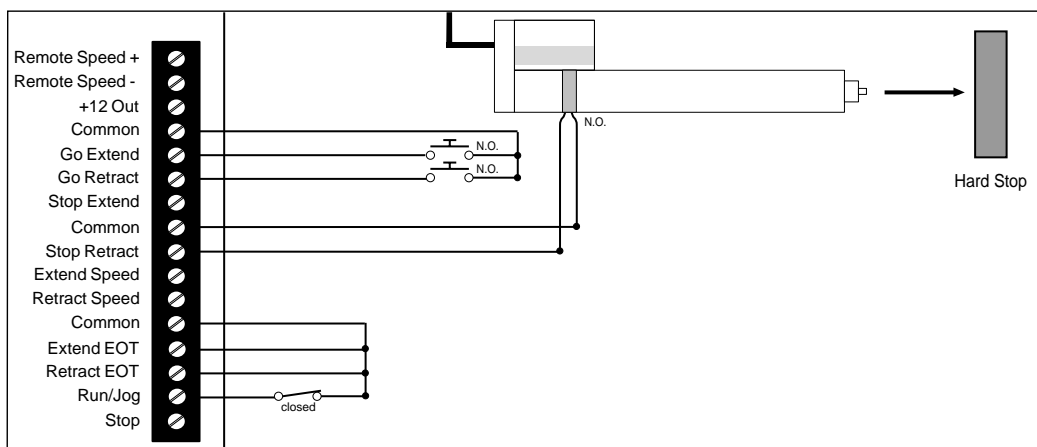 Remote Speed +
Remote Speed -
+12 Out
Common
Go Extend
Go Retract
Stop Extend
Common
Stop Retract
Extend Speed
Retract Speed
Common
Extend EOT
Retract EOT
Run/Jog
Stop
N.O.
N.O.
N.O.
closed
Hard Stop